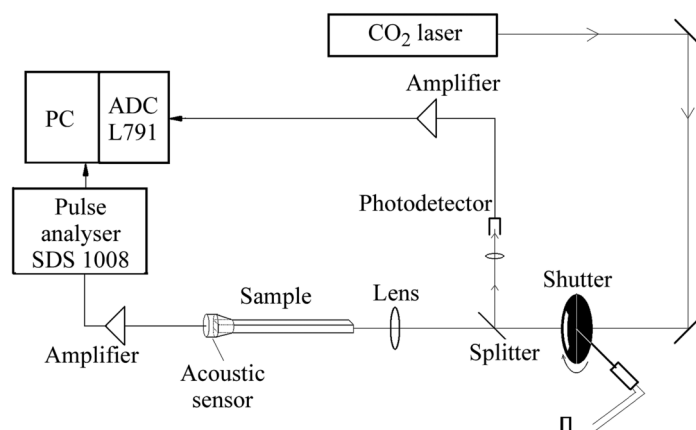 CO2 laser
Amplifier
PC
ADC
L791
Photodetector
Pulse
analyser
SDS 1008
Sample
Lens
Shutter
Splitter
Amplifier
Acoustic
sensor